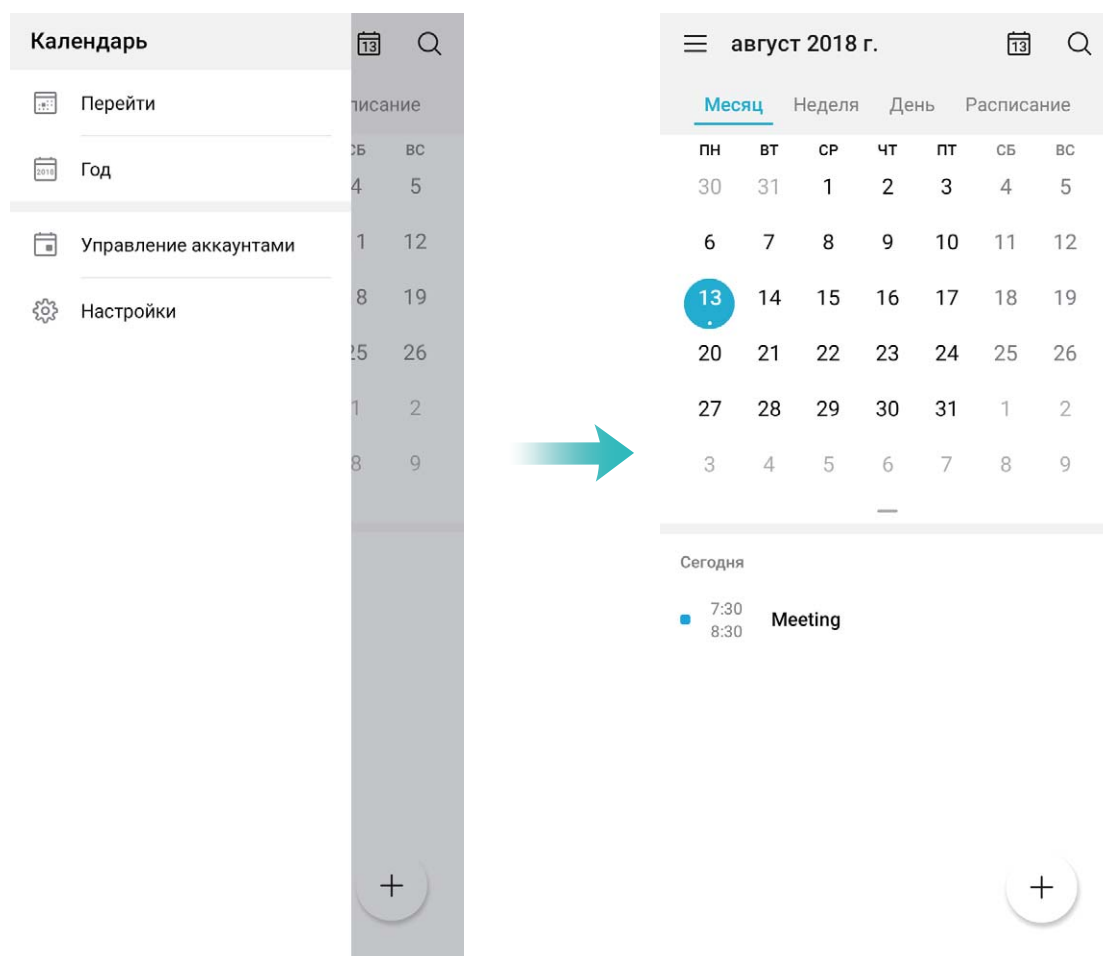 Календарь
13
Перейти
писание
СБ ВС
4 5
2018
Год
Управление аккаунтами
1 12
Настройки
8 19
25 26
1 2
8 9
+
август 2018 г.
13
Месяц Неделя День Расписание
ПН ВТ СР ЧТ ПТ СБ ВС
30 31 1 2 3 4 5
6 7 8 9 10 11 12
13 14 15 16 17 18 19
20 21 22 23 24 25 26
27 28 29 30 31 1 2
3 4 5 6 7 8 9
Сегодня
7:30
Meeting
8:30
+